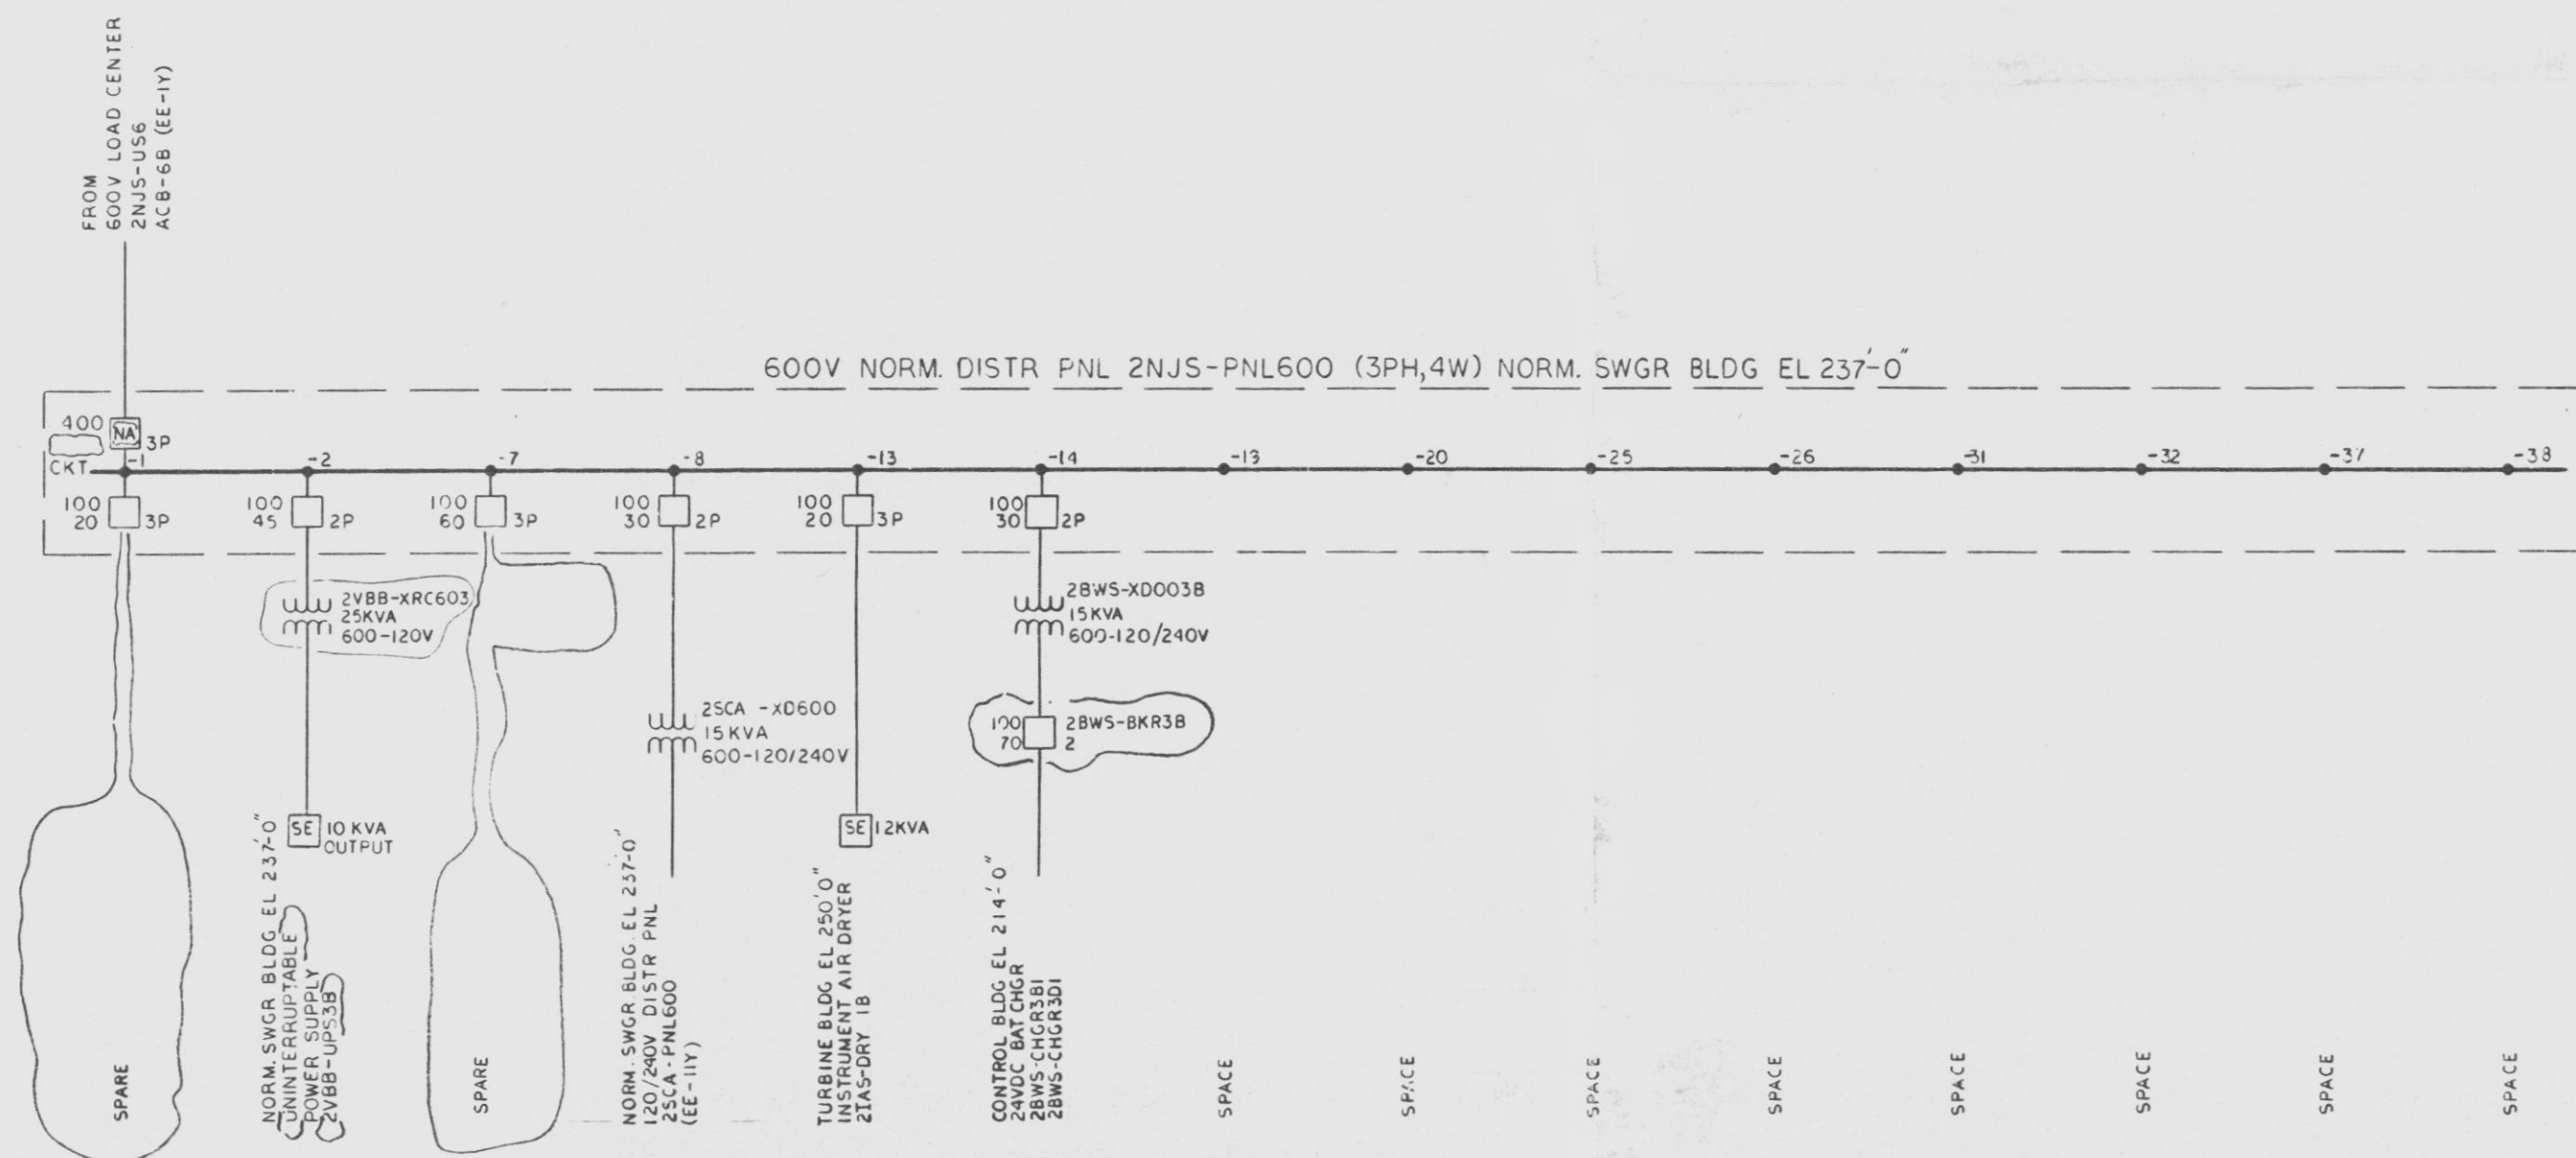 FROM
600V LOAD CENTER
2NJS-US6
ACB-6B (EE-1Y)
600V NORM. DISTR PNL 2NJS-PNL600 (3PH,4W) NORM. SWGR BLDG EL 237'-0"
400
NA
3P
CKT
-1
-2
-7
-8
-13
-14
-19
-20
-25
-26
-31
-32
-37
-38
100
20
3P
100
45
2P
100
60
3P
100
30
2P
100
20
3P
100
30
2P
2VBB-XRC603
25KVA
600-120V
2BWS-XD003B
15KVA
600-120/240V
2SCA -XD600
15KVA
600-120/240V
100
70
2BWS-BKR3B
2
SE
10 KVA
OUTPUT
SE
12KVA
SPARE
NORM. SWGR BLDG EL 237'-0"
UNINTERRUPTABLE
POWER SUPPLY
2VBB-UPS3B
SPARE
NORM. SWGR. BLDG. EL 237'-0"
120/240V DISTR PNL
2SCA-PNL600
(EE-11Y)
TURBINE BLDG EL 250'0"
INSTRUMENT AIR DRYER
2IAS-DRY 1B
CONTROL BLDG EL 214'-0"
24VDC BAT CHGR
2BWS-CHGR3B1
2BWS-CHGR3D1
SPACE
SPACE
SPACE
SPACE
SPACE
SPACE
SPACE
SPACE